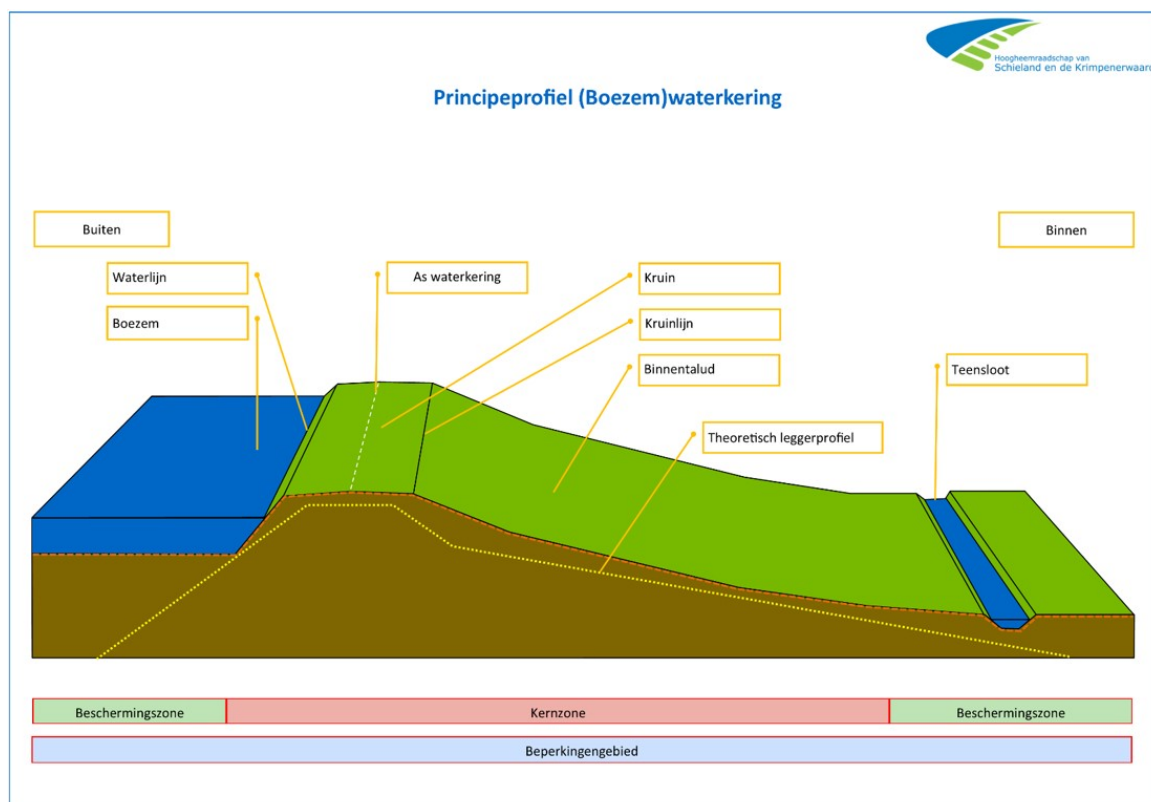 Hoogheemraadschap van
Schieland en de Krimpenerwaard
Principeprofiel (Boezem)waterkering
Buiten
Binnen
Waterlijn
As waterkering
Kruin
Boezem
Kruinlijn
Binnentalud
Teensloot
Theoretisch leggerprofiel
Beschermingszone
Kernzone
Beschermingszone
Beperkingengebied